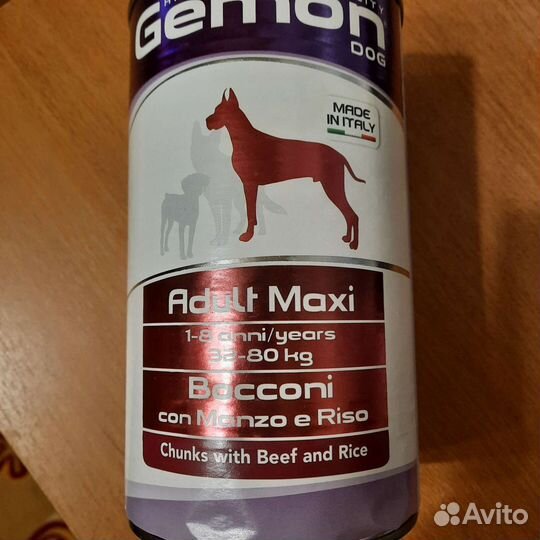 Gemon
DOG
MADE
IN ITALY
Adult Maxi
1-8 anni/years
32-80 kg
Bocconi
con Manzo e Riso
Chunks with Beef and Rice
Avito